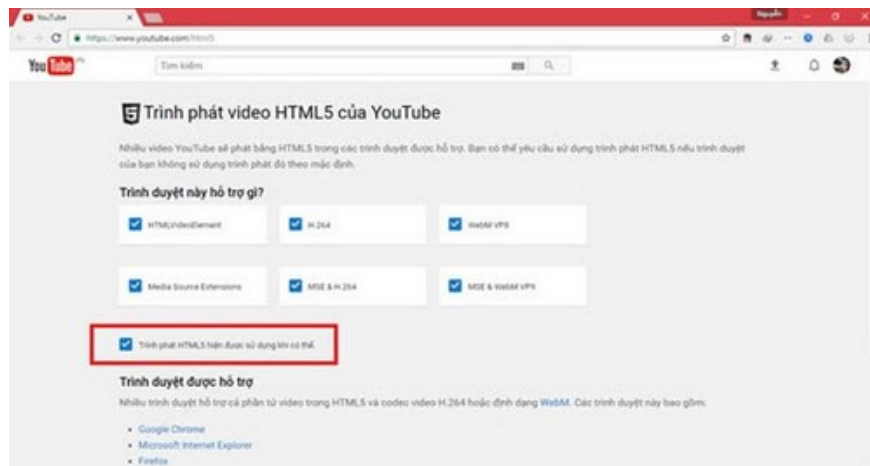 YouTube
Nguyễn
https://www.youtube.com/html5
YouTube
Tìm kiếm
Trình phát video HTML5 của YouTube
Nhiều video YouTube sẽ phát bằng HTML5 trong các trình duyệt được hỗ trợ. Bạn có thể yêu cầu sử dụng trình phát HTML5 nếu trình duyệt
của bạn không sử dụng trình phát đó theo mặc định.
Trình duyệt này hỗ trợ gì?
HTMLVideoElement
H.264
WebM VP8
Media Source Extensions
MSE & H.264
MSE & WebM VP9
Trình phát HTML5 hiện được sử dụng khi có thể.
Trình duyệt được hỗ trợ
Nhiều trình duyệt hỗ trợ cả phần tử video trong HTML5 và codec video H.264 hoặc định dạng WebM. Các trình duyệt này bao gồm:
Google Chrome
Microsoft Internet Explorer
Firefox